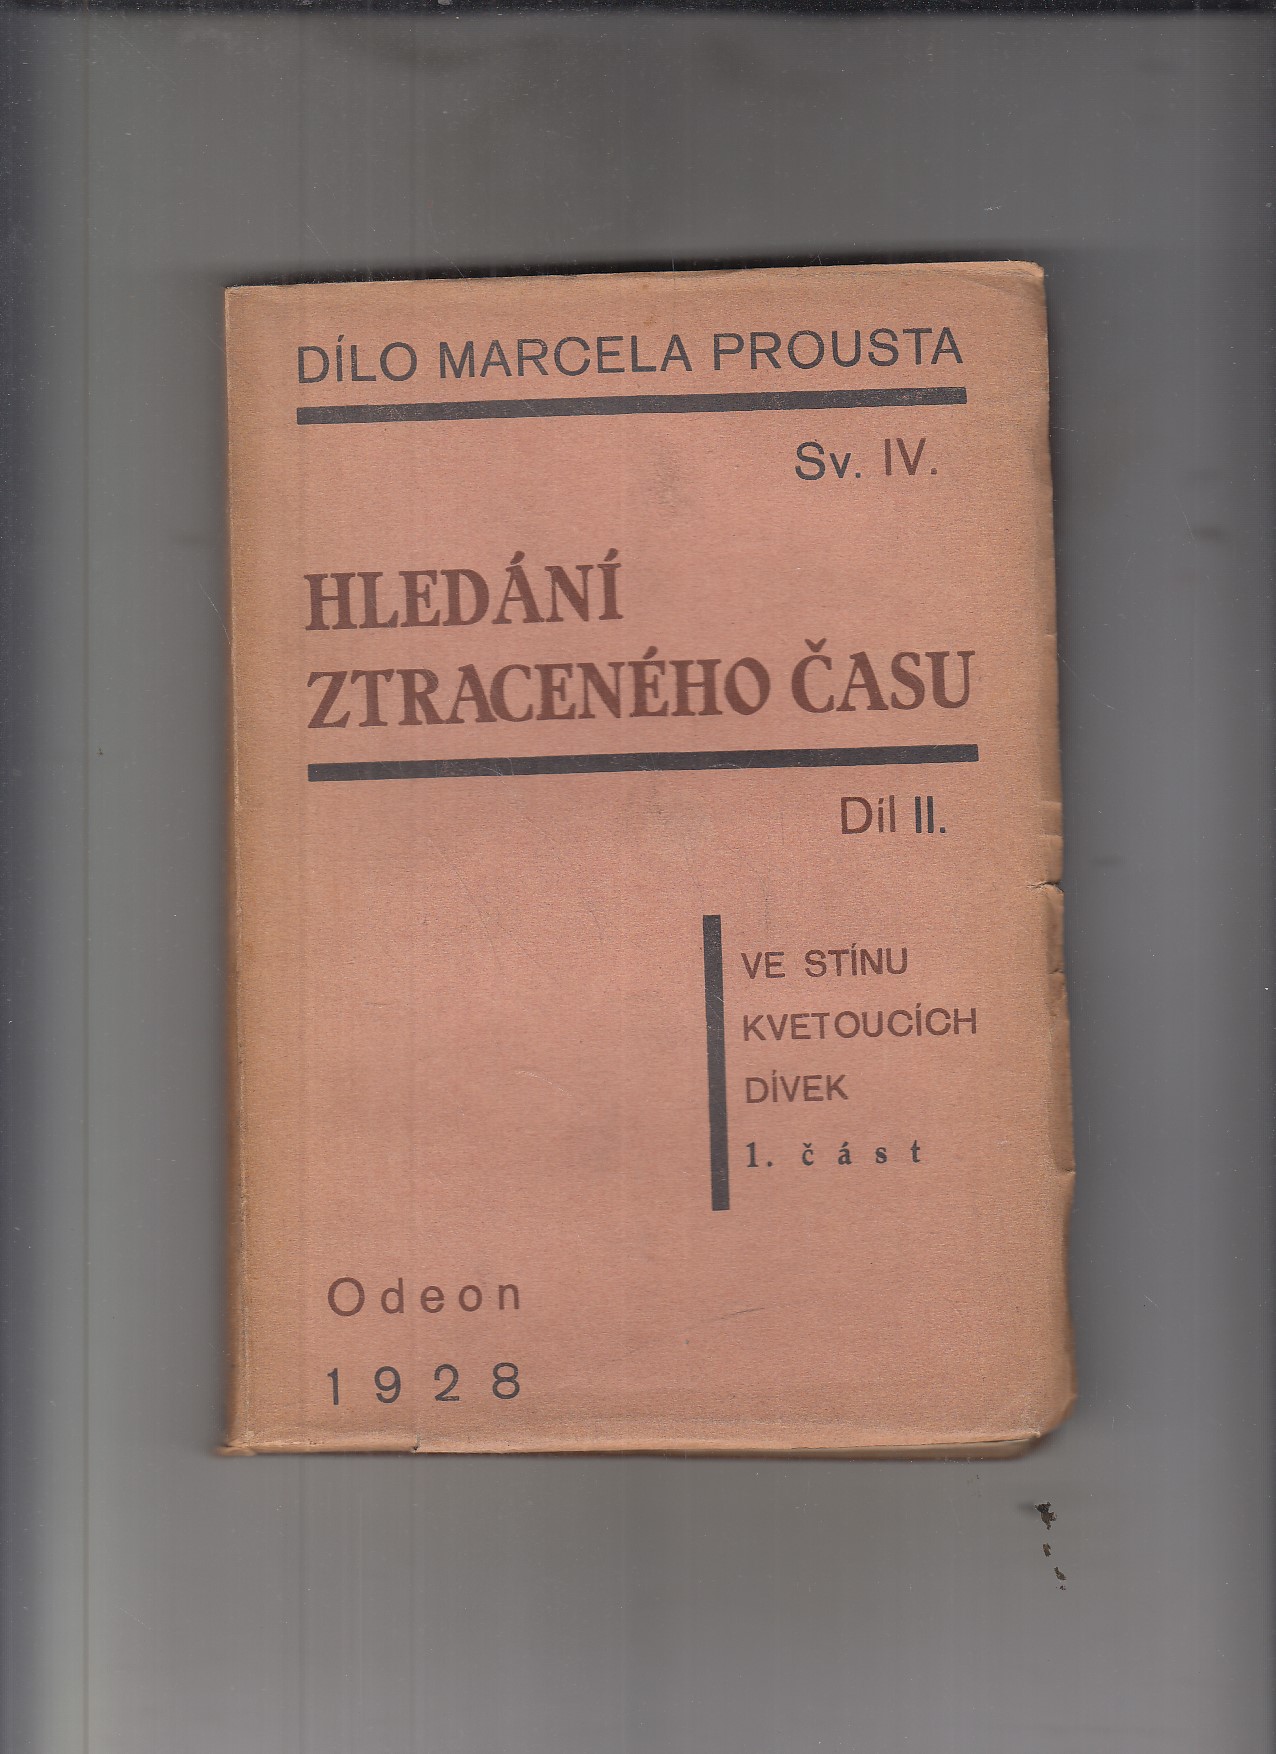 DÍLO MARCELA PROUSTA
Sv. IV.
HLEDÁNÍ
ZTRACENÉHO ČASU
Díl II.
VE STÍNU
KVETOUCÍCH
DÍVEK
1. část
Odeon
1928